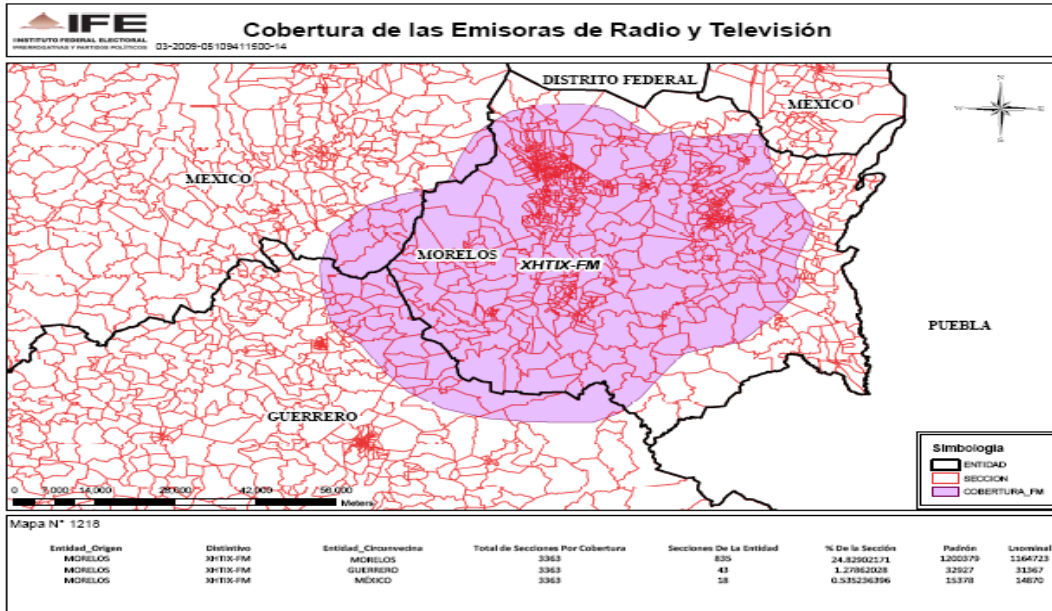 IFE
INSTITUTO FEDERAL ELECTORAL
PRERROGATIVAS Y PARTIDOS POLÍTICOS
03-2009-05109411500-14
Cobertura de las Emisoras de Radio y Televisión
DISTRITO FEDERAL
MEXICO
N
W E
S
MEXICO
MORELOS
XHTIX-FM
PUEBLA
GUERRERO
Simbología
ENTIDAD
SECCION
COBERTURA_FM
0 7,000 14,000 28,000 42,000 56,000
Meters
Mapa N° 1218
Entidad_Origen Distintivo Entidad_Circunvecina Total de Secciones Por Cobertura Secciones De La Entidad % De la Sección Padrón Lnominal
MORELOS XHTIX-FM MORELOS 3363 835 24.82902171 1200379 1164723
MORELOS XHTIX-FM GUERRERO 3363 43 1.27862028 32927 31367
MORELOS XHTIX-FM MÉXICO 3363 18 0.535236396 15378 14870